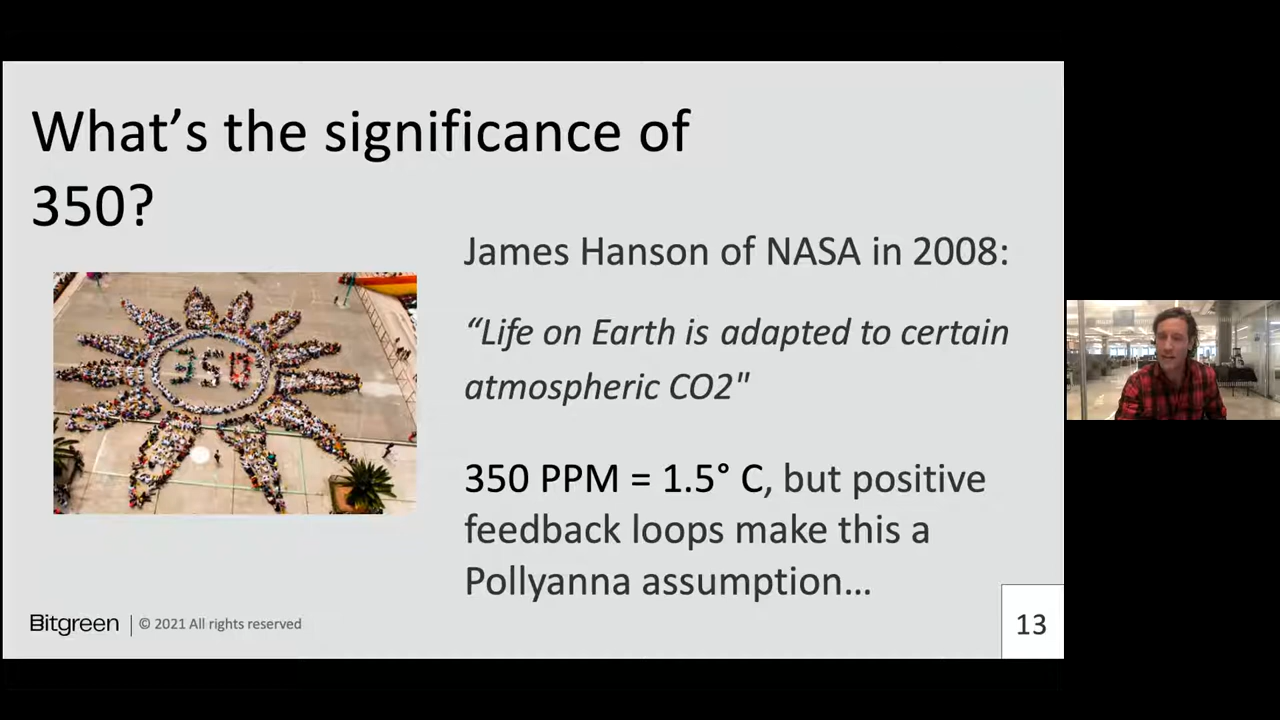 What’s the significance of
350?
James Hanson of NASA in 2008:
“Life on Earth is adapted to certain
atmospheric CO2"
350 PPM = 1.5° C, but positive
feedback loops make this a
Pollyanna assumption…
350
Bitgreen | © 2021 All rights reserved
13